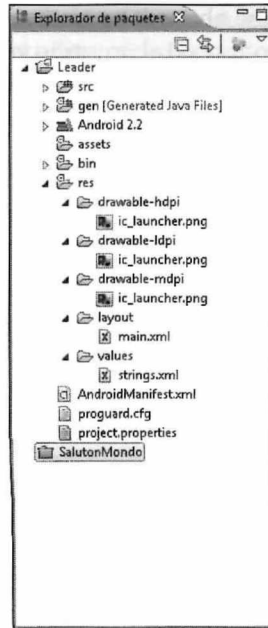 Explorador de paquetes
Leader
src
gen [Generated Java Files]
Android 2.2
assets
bin
res
drawable-hdpi
ic_launcher.png
drawable-ldpi
ic_launcher.png
drawable-mdpi
ic_launcher.png
layout
main.xml
values
strings.xml
AndroidManifest.xml
proguard.cfg
project.properties
SalutonMondo